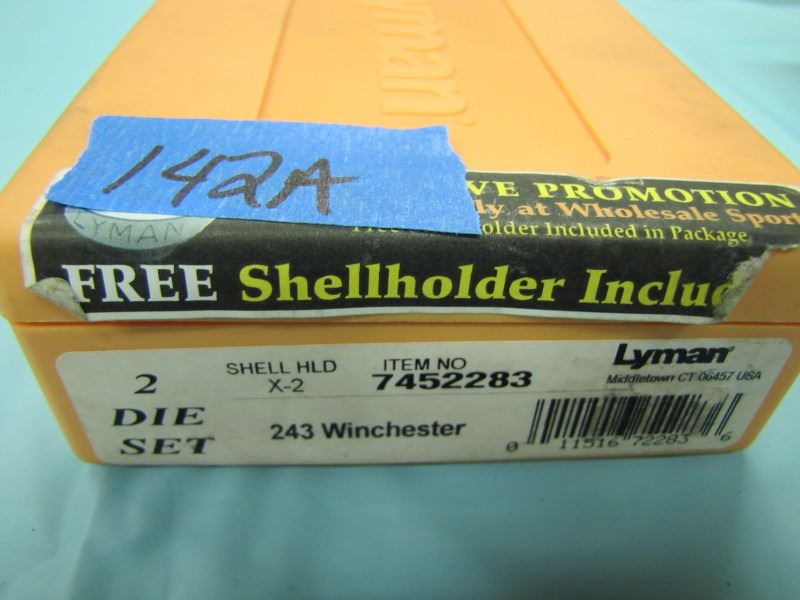 142A
VE PROMOTION
ly at Wholesale Sport
LYMAN
older Included in Package
FREE Shellholder Includ
2
DIE
SET
SHELL HLD
X-2
ITEM NO
7452283
243 Winchester
Lyman
Middletown CT 06457 USA
0 11516 72283 6